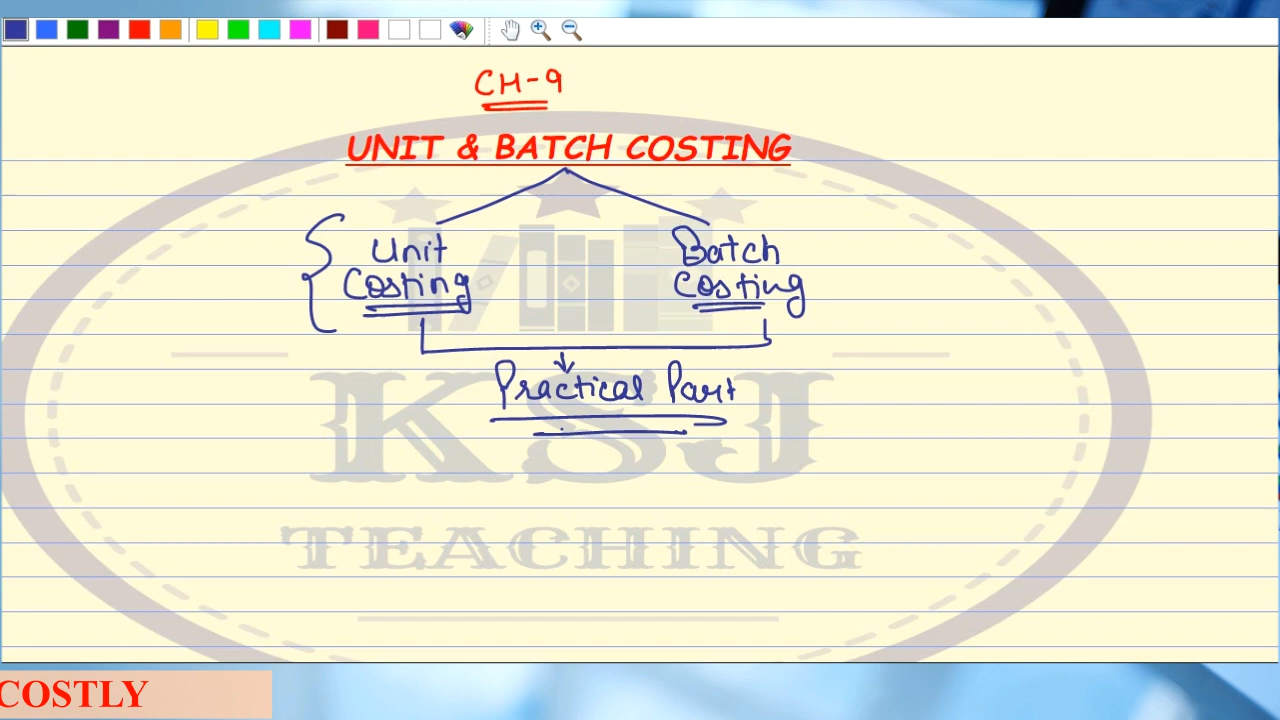 CH-9
UNIT & BATCH COSTING
Unit Batch
Costing Costing
Practical Part
KSJ
TEACHING
COSTLY